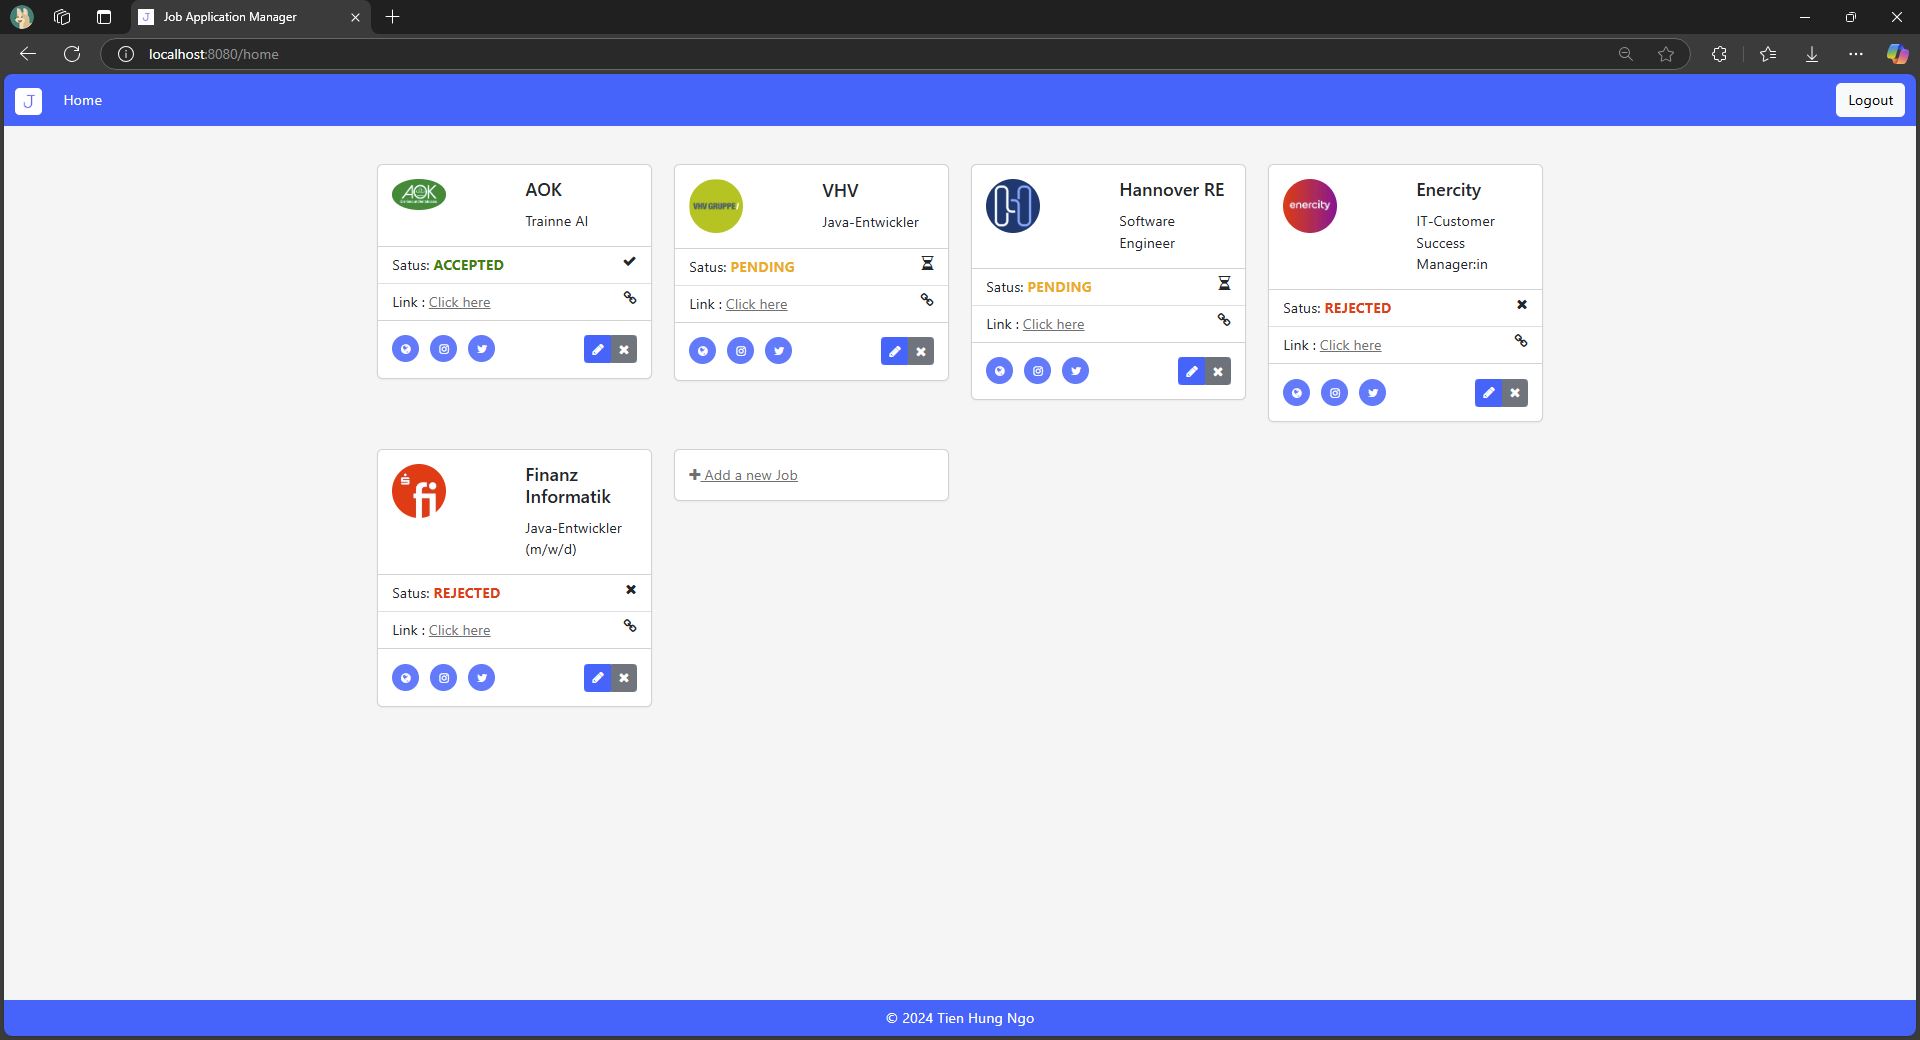 Job Application Manager
localhost:8080/home
J
Home
Logout
AOK
AOK
Trainne AI
Satus: ACCEPTED
Link : Click here
VHV GRUPPE /
VHV
Java-Entwickler
Satus: PENDING
Link : Click here
Hannover RE
Software
Engineer
Satus: PENDING
Link : Click here
enercity
Enercity
IT-Customer
Success
Manager:in
Satus: REJECTED
Link : Click here
fi
Finanz
Informatik
Java-Entwickler
(m/w/d)
Satus: REJECTED
Link : Click here
Add a new Job
© 2024 Tien Hung Ngo